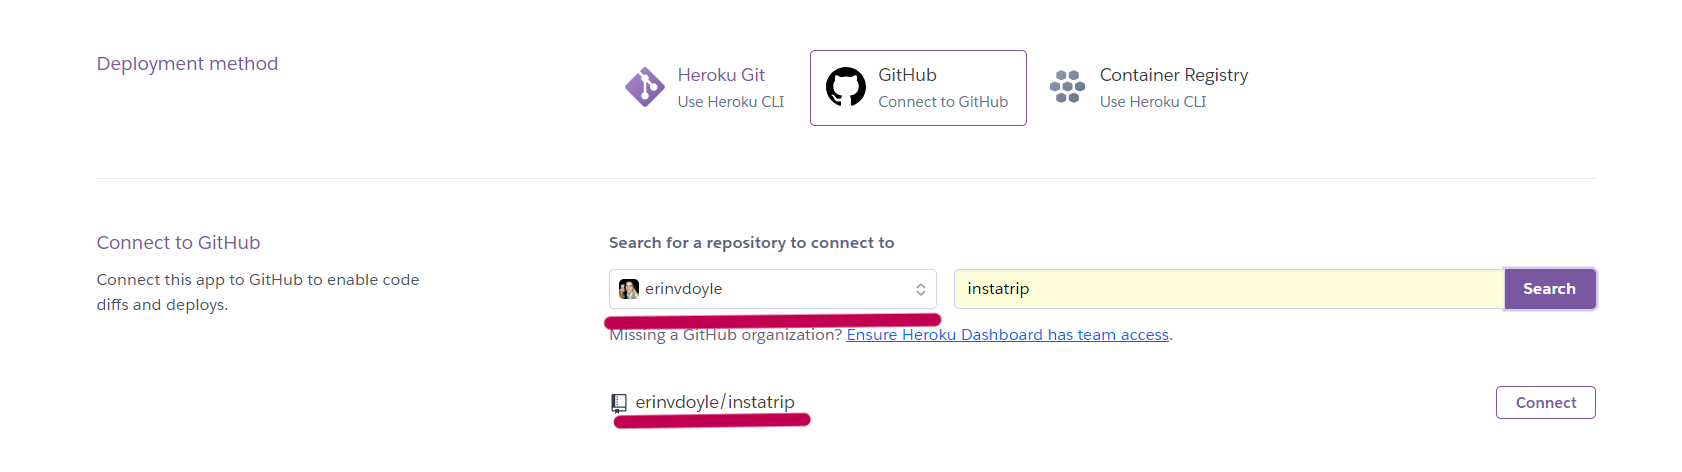 Deployment method
Heroku Git
Use Heroku CLI
GitHub
Connect to GitHub
Container Registry
Use Heroku CLI
Connect to GitHub
Connect this app to GitHub to enable code
diffs and deploys.
Search for a repository to connect to
erinvdoyle
instatrip
Search
Missing a GitHub organization? Ensure Heroku Dashboard has team access.
erinvdoyle/instatrip
Connect